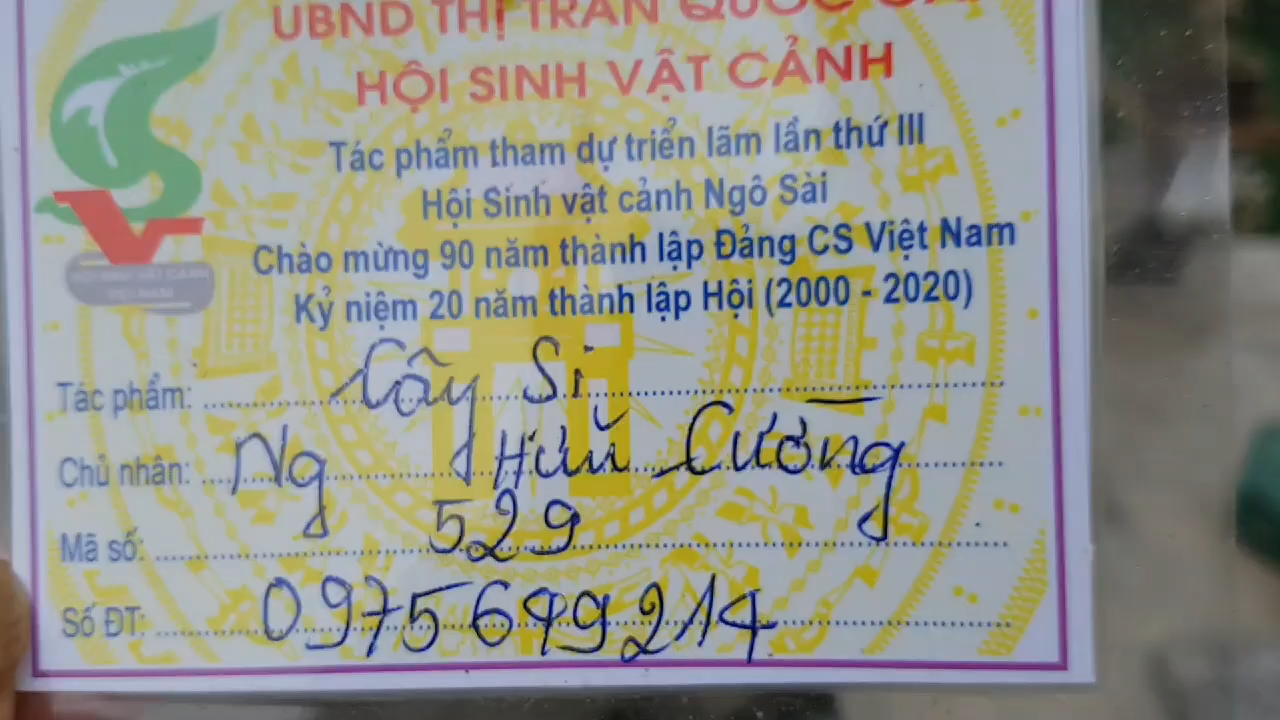 UBND THỊ TRẤN QUỐC OAI
HỘI SINH VẬT CẢNH
Tác phẩm tham dự triển lãm lần thứ III
Hội Sinh vật cảnh Ngô Sài
Chào mừng 90 năm thành lập Đảng CS Việt Nam
Kỷ niệm 20 năm thành lập Hội (2000 - 2020)
Tác phẩm: Cây Si
Chủ nhân: Ng Hữu Cường
Mã số: 529
Số ĐT: 0975649214